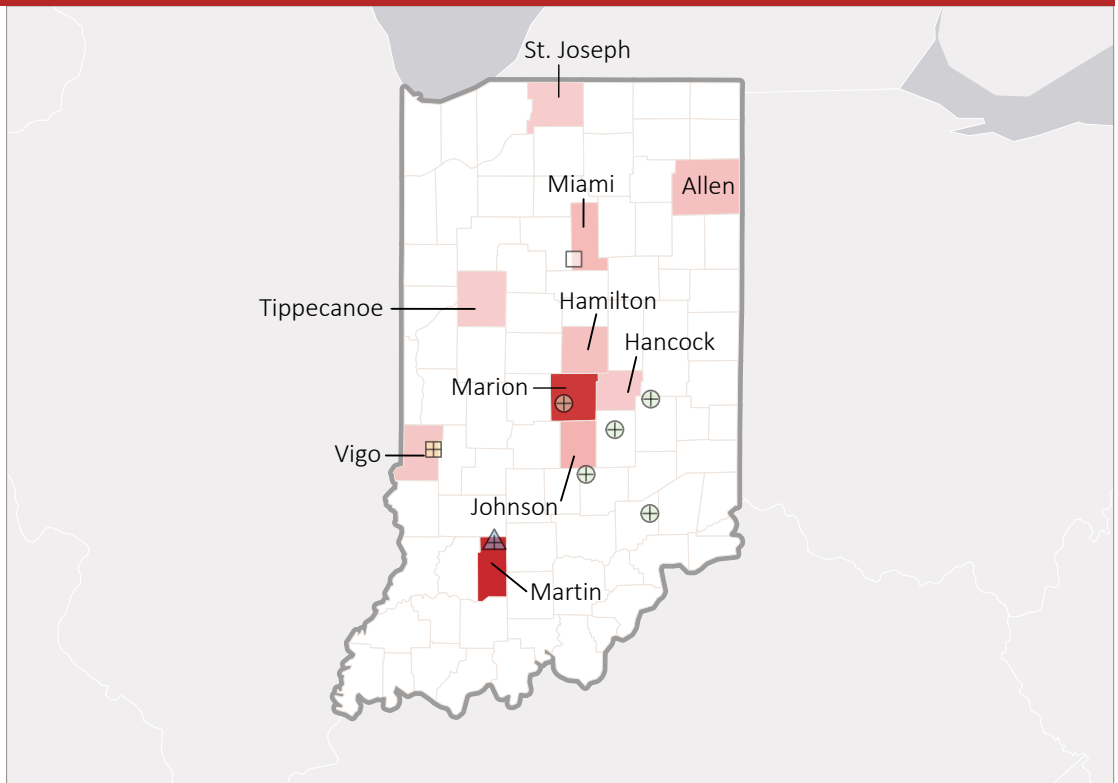 St. Joseph
Miami
Allen
Tippecanoe
Hamilton
Hancock
Marion
Vigo
Johnson
Martin